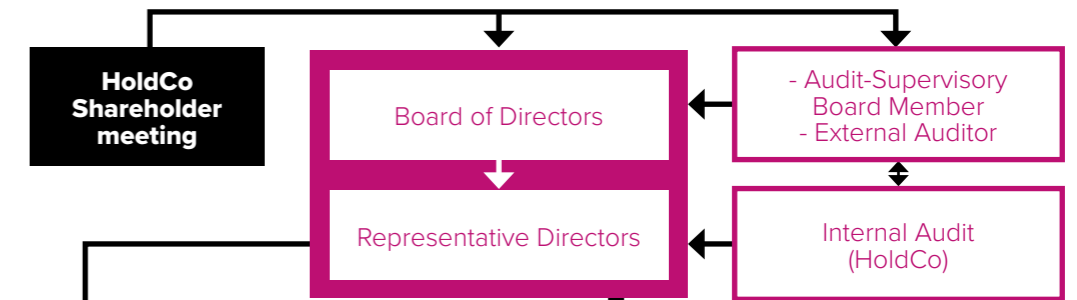 HoldCo
Shareholder
meeting
Board of Directors
- Audit-Supervisory
Board Member
- External Auditor
Representative Directors
Internal Audit
(HoldCo)